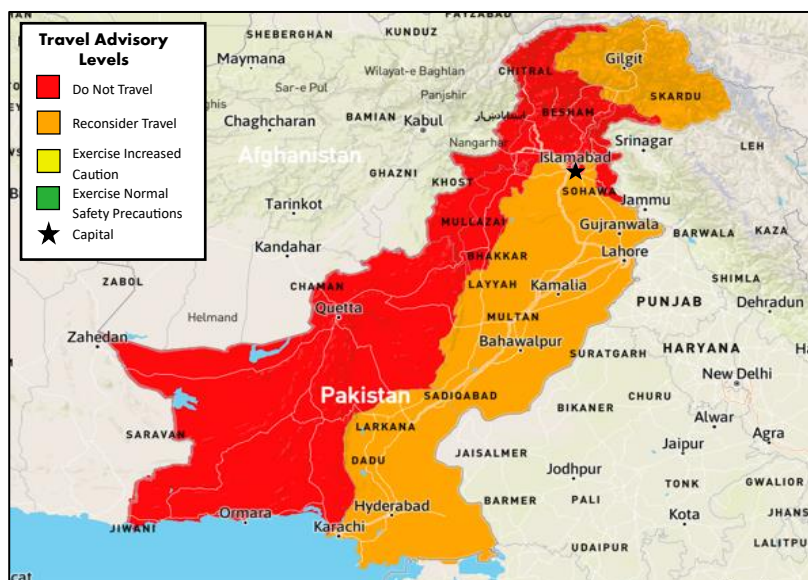 Travel Advisory
Levels
Do Not Travel
Reconsider Travel
Exercise Increased
Caution
Exercise Normal
Safety Precautions
Capital
SHEBERGHAN
KUNDUZ
FAYZABAD
Maymana
Wilayat-e Baghlan
CHITRAL
Gilgit
Sar-e Pul
Panjshir
SKARDU
BESHAM
Chaghcharan
BAMIAN
Kabul
Nangarhar
Srinagar
Afghanistan
Islamabad
LEH
GHAZNI
KHOST
SOHAWA
Jammu
Tarinkot
MULLAZAI
Gujranwala
BARWALA
KAZA
Kandahar
BHAKKAR
Lahore
ZABOL
CHAMAN
LAYYAH
Kamalia
SHIMLA
Helmand
Quetta
PUNJAB
Dehradun
Zahedan
MULTAN
Bahawalpur
SURATGARH
HARYANA
New Delhi
Pakistan
SADIQABAD
CHURU
BIKANER
Alwar
SARAVAN
LARKANA
JAISALMER
Jaipur
Agra
DADU
Jodhpur
TONK
GWALIOR
JIWANI
Ormara
Hyderabad
BARMER
PALI
Kota
JHANS
Karachi
UDAIPUR
LALITPU